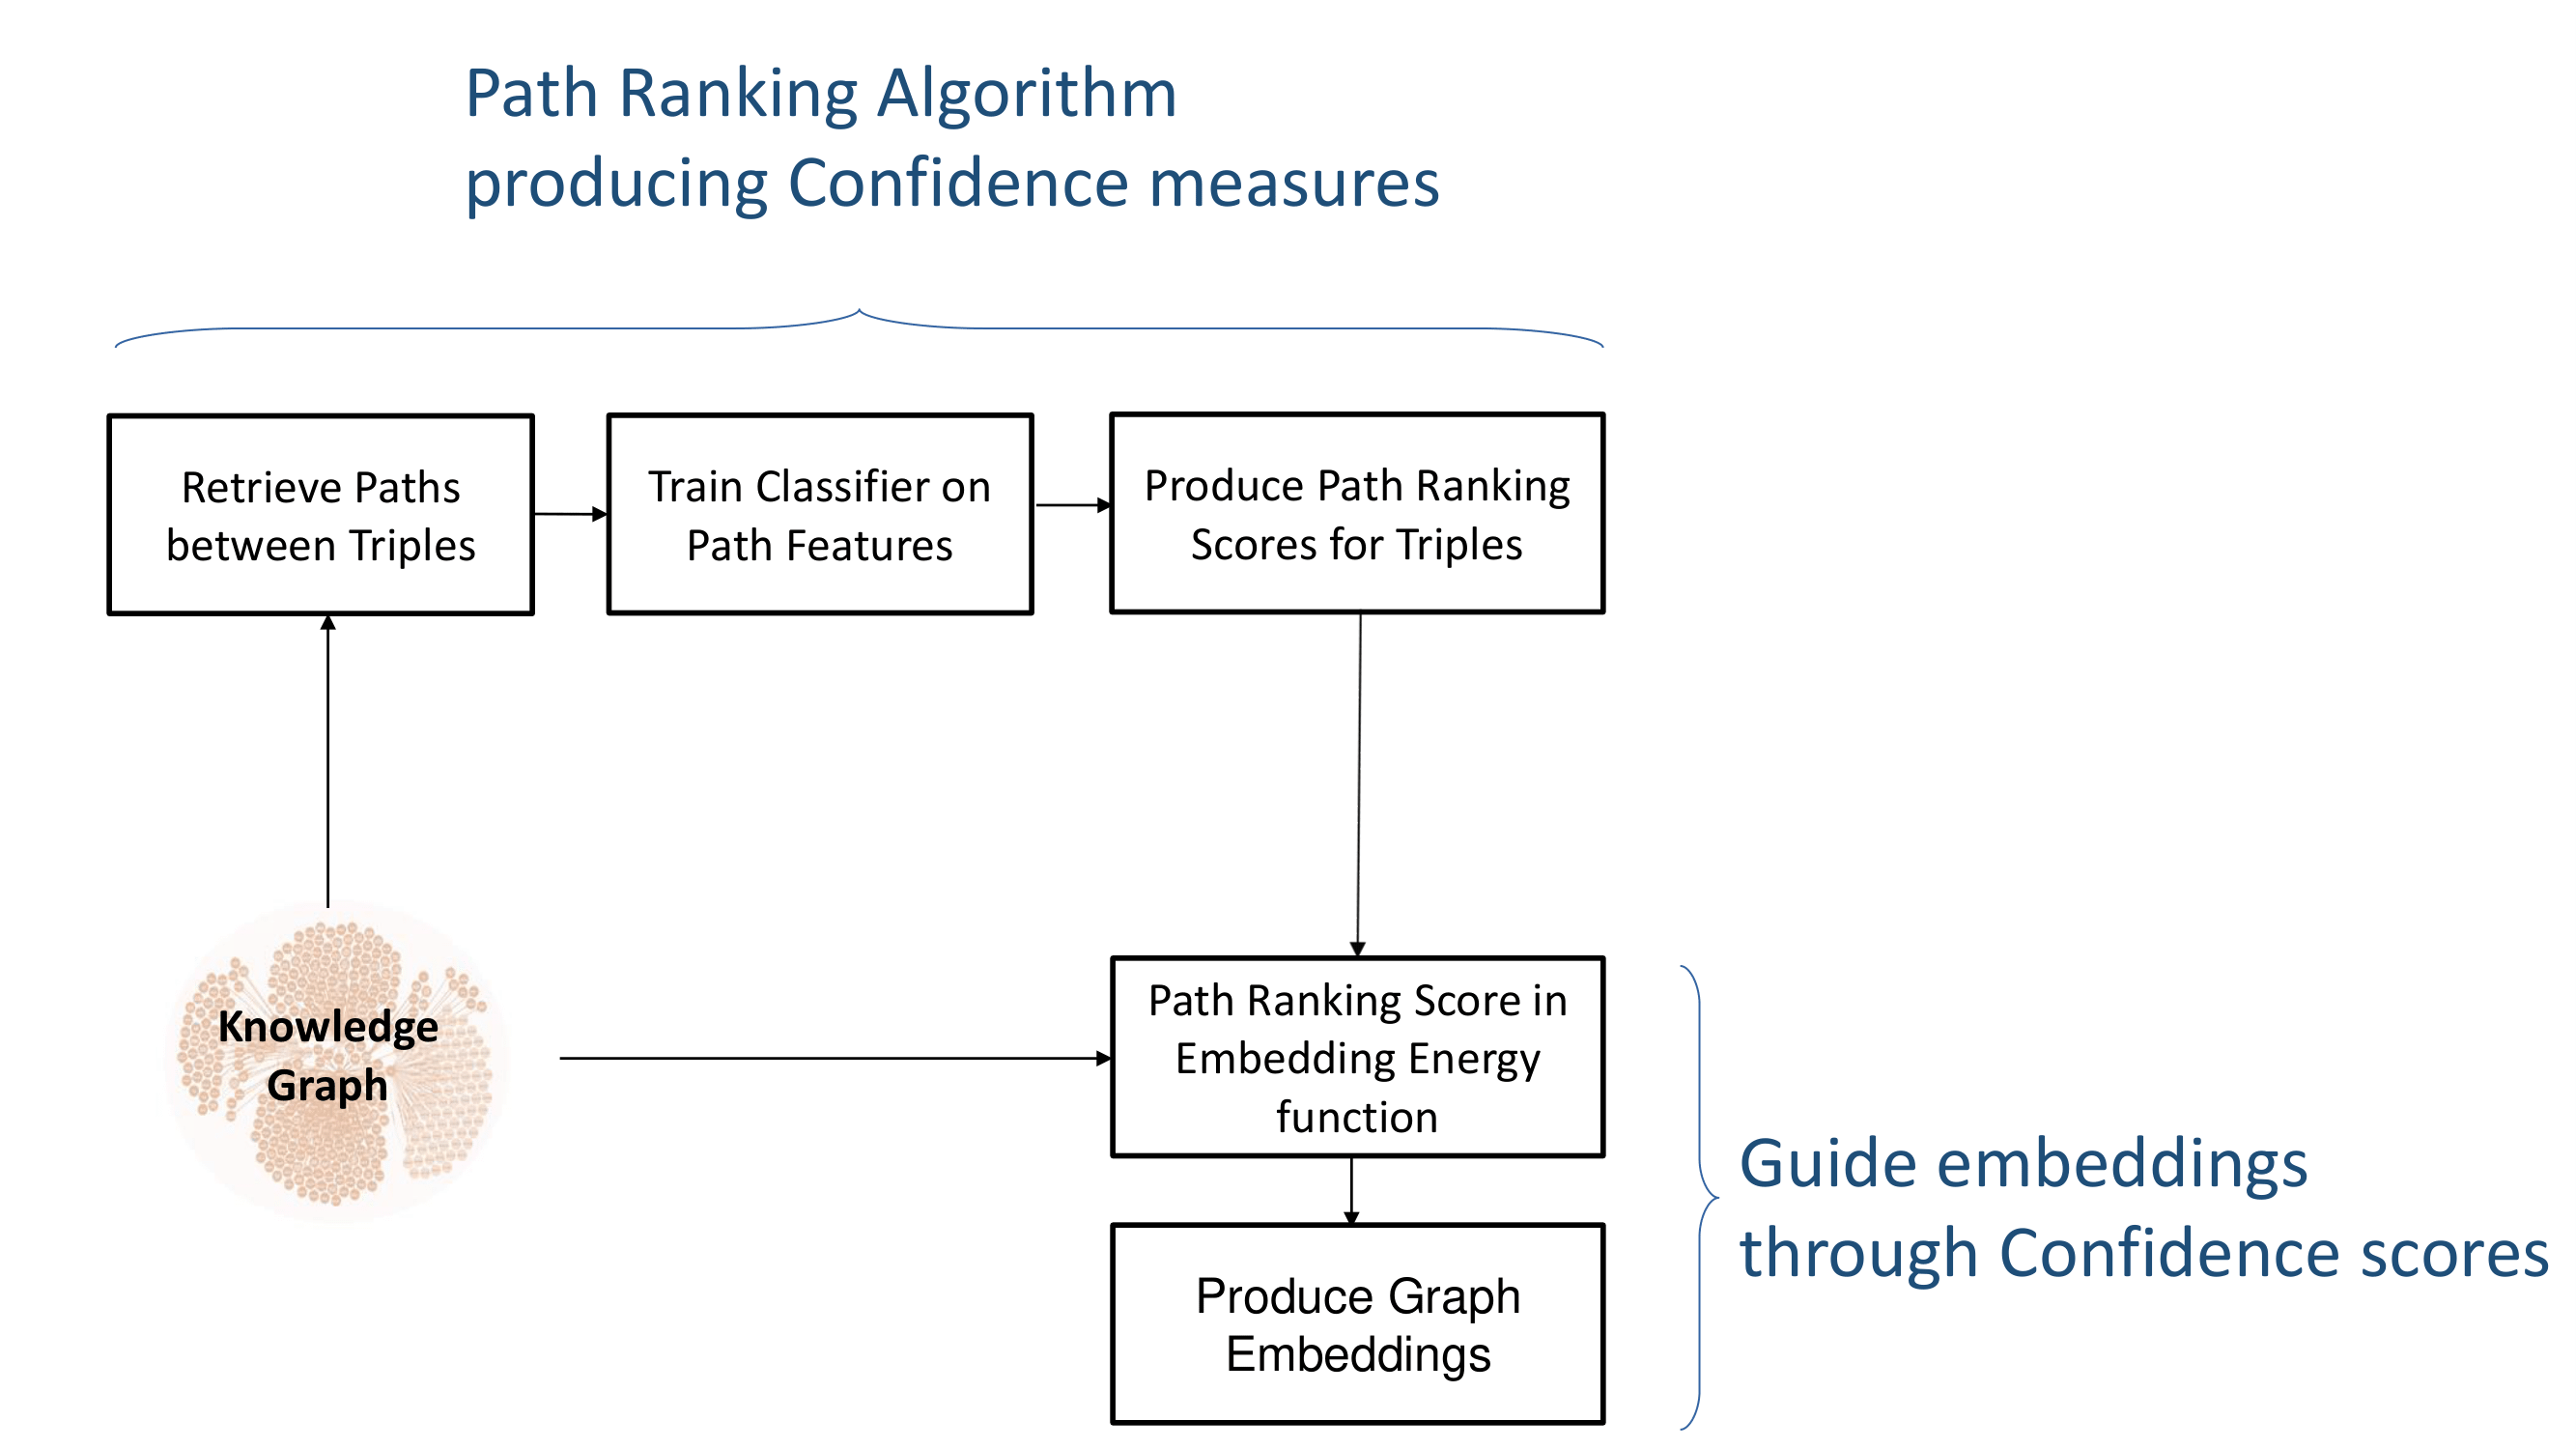 Path Ranking Algorithm
producing Confidence measures
Retrieve Paths
between Triples
Train Classifier on
Path Features
Produce Path Ranking
Scores for Triples
Knowledge
Graph
Path Ranking Score in
Embedding Energy
function
Guide embeddings
through Confidence scores
Produce Graph
Embeddings